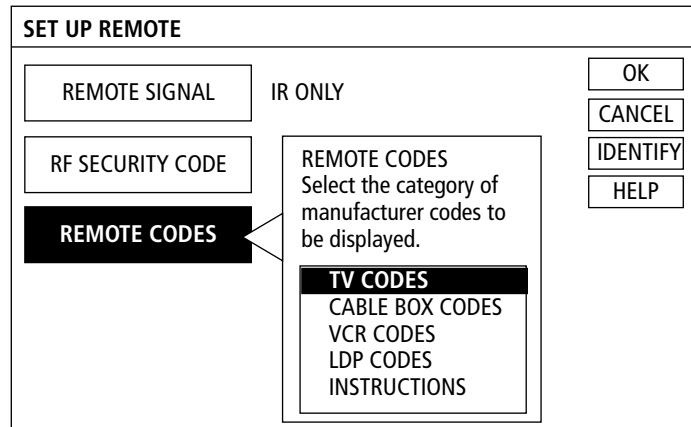 SET UP REMOTE
REMOTE SIGNAL
IR ONLY
RF SECURITY CODE
REMOTE CODES
REMOTE CODES
Select the category of
manufacturer codes to
be displayed.
TV CODES
CABLE BOX CODES
VCR CODES
LDP CODES
INSTRUCTIONS
OK
CANCEL
IDENTIFY
HELP